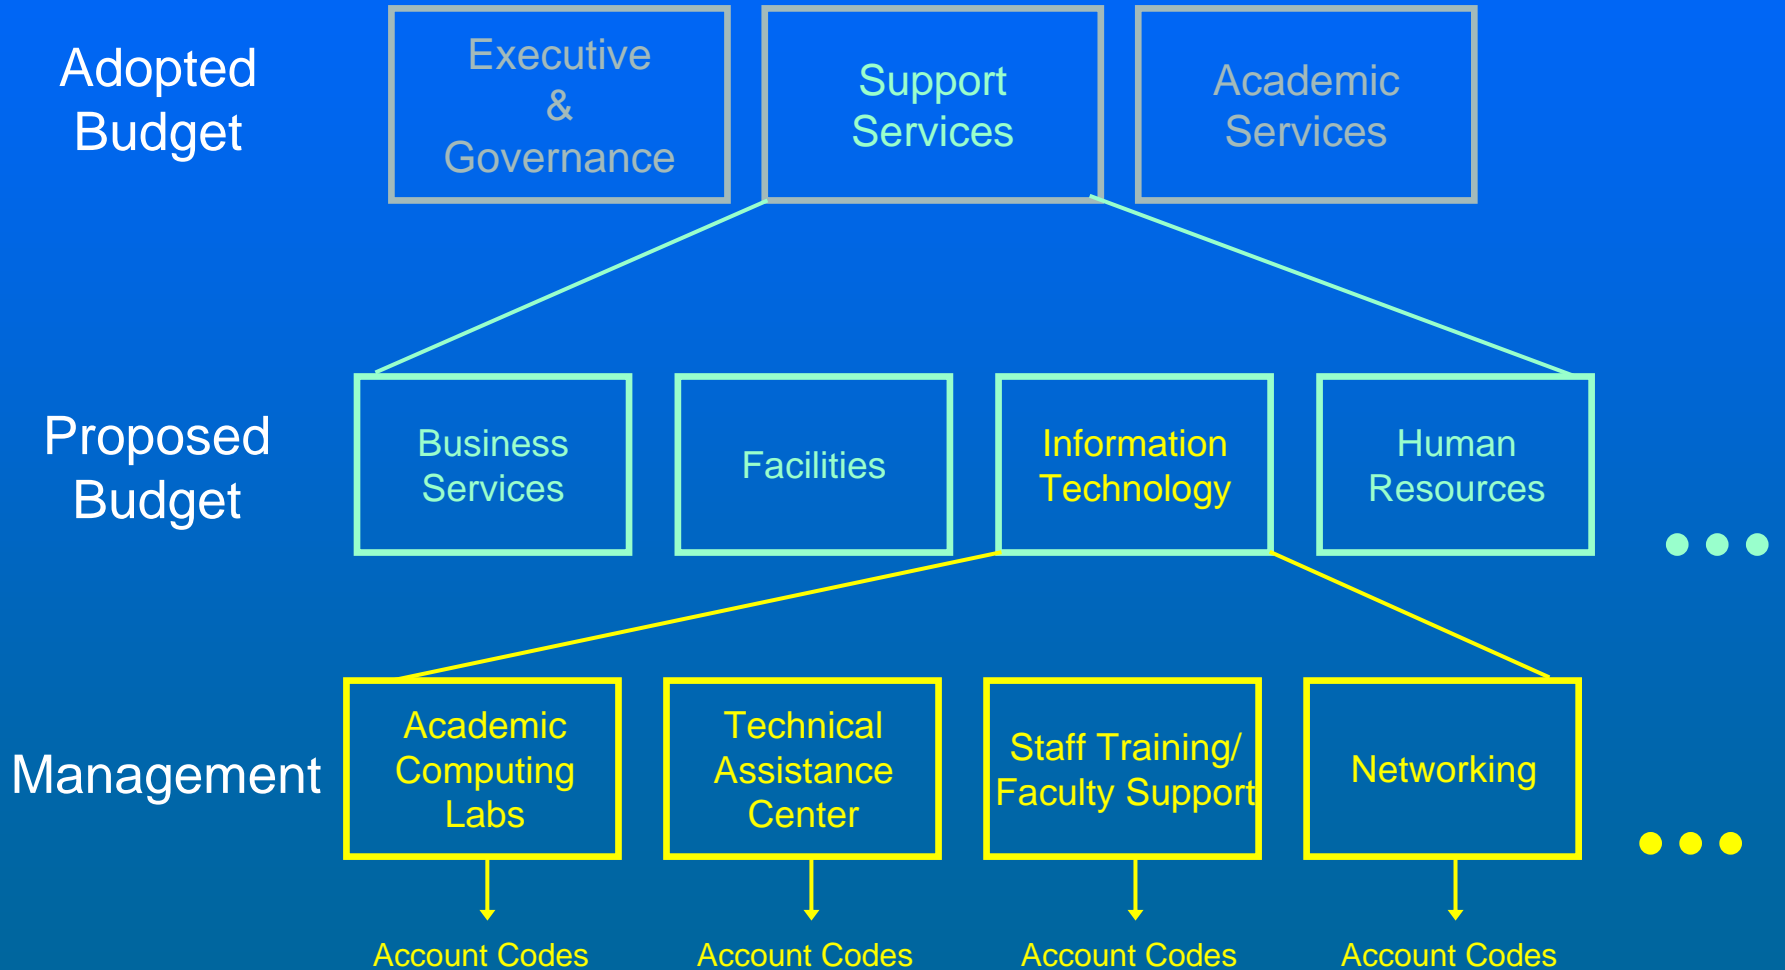 Adopted
Budget
Executive
&
Governance
Support
Services
Academic
Services
Proposed
Budget
Business
Services
Facilities
Information
Technology
Human
Resources
Management
Academic
Computing
Labs
Technical
Assistance
Center
Staff Training/
Faculty Support
Networking
Account Codes
Account Codes
Account Codes
Account Codes